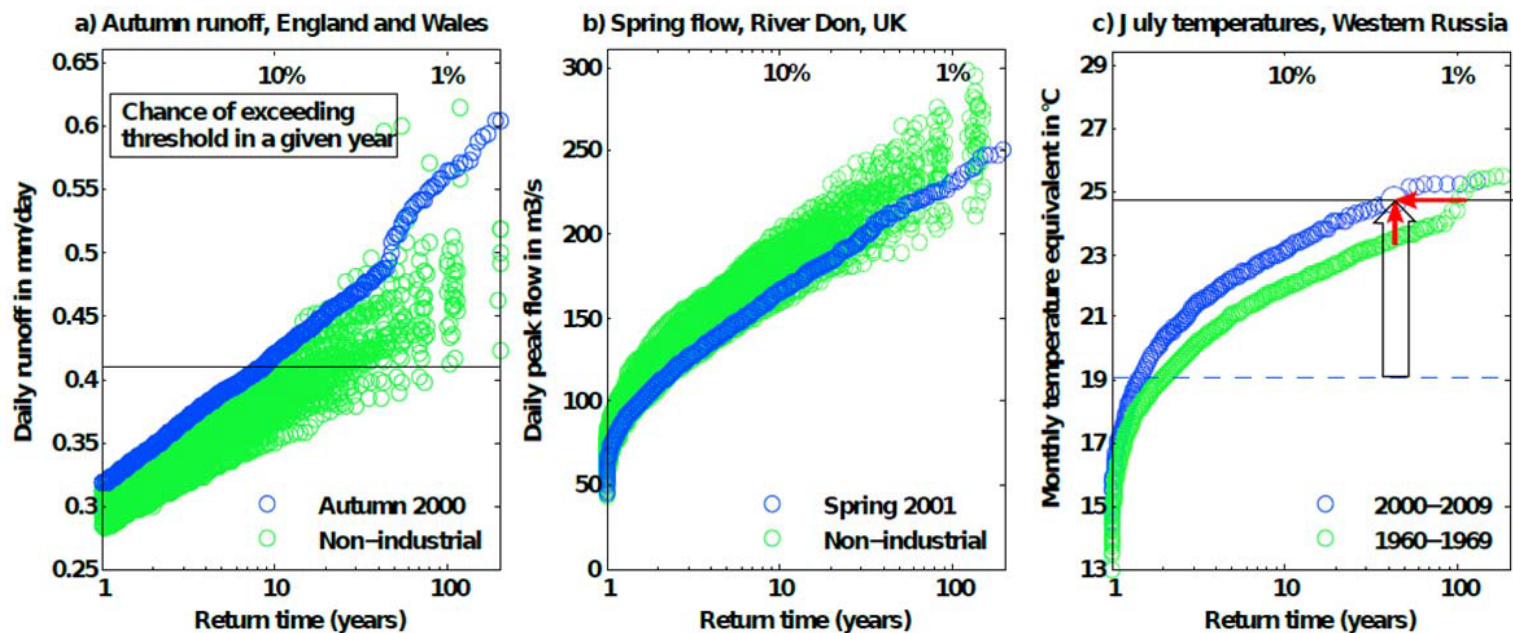 a) Autumn runoff, England and Wales
0.65
0.6
0.55
0.5
0.45
0.4
0.35
0.3
0.25
Daily runoff in mm/day
10%
1%
Chance of exceeding
threshold in a given year
Autumn 2000
Non−industrial
1
10
100
Return time (years)
b) Spring flow, River Don, UK
300
250
200
150
100
50
0
Daily peak flow in m3/s
10%
1%
Spring 2001
Non−industrial
1
10
100
Return time (years)
c) July temperatures, Western Russia
29
27
25
23
21
19
17
15
13
Monthly temperature equivalent in °C
10%
1%
2000−2009
1960−1969
1
10
100
Return time (years)